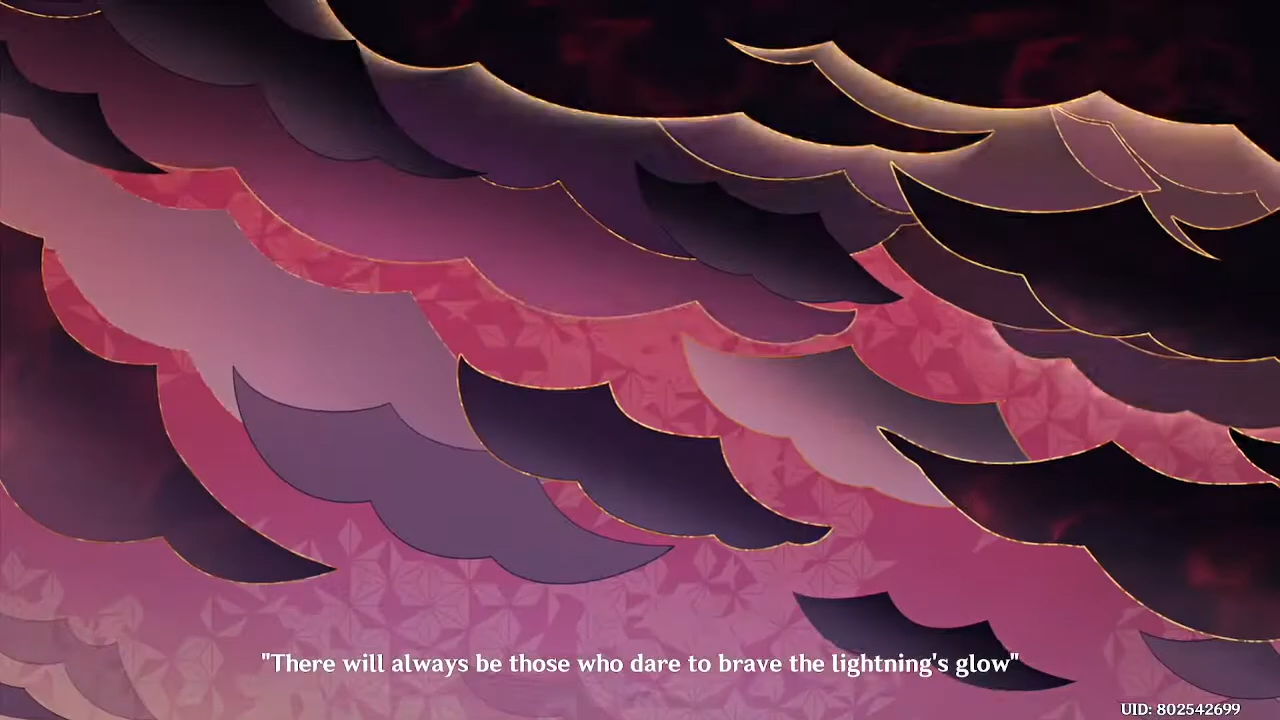 "There will always be those who dare to brave the lightning's glow"
UID: 802542699